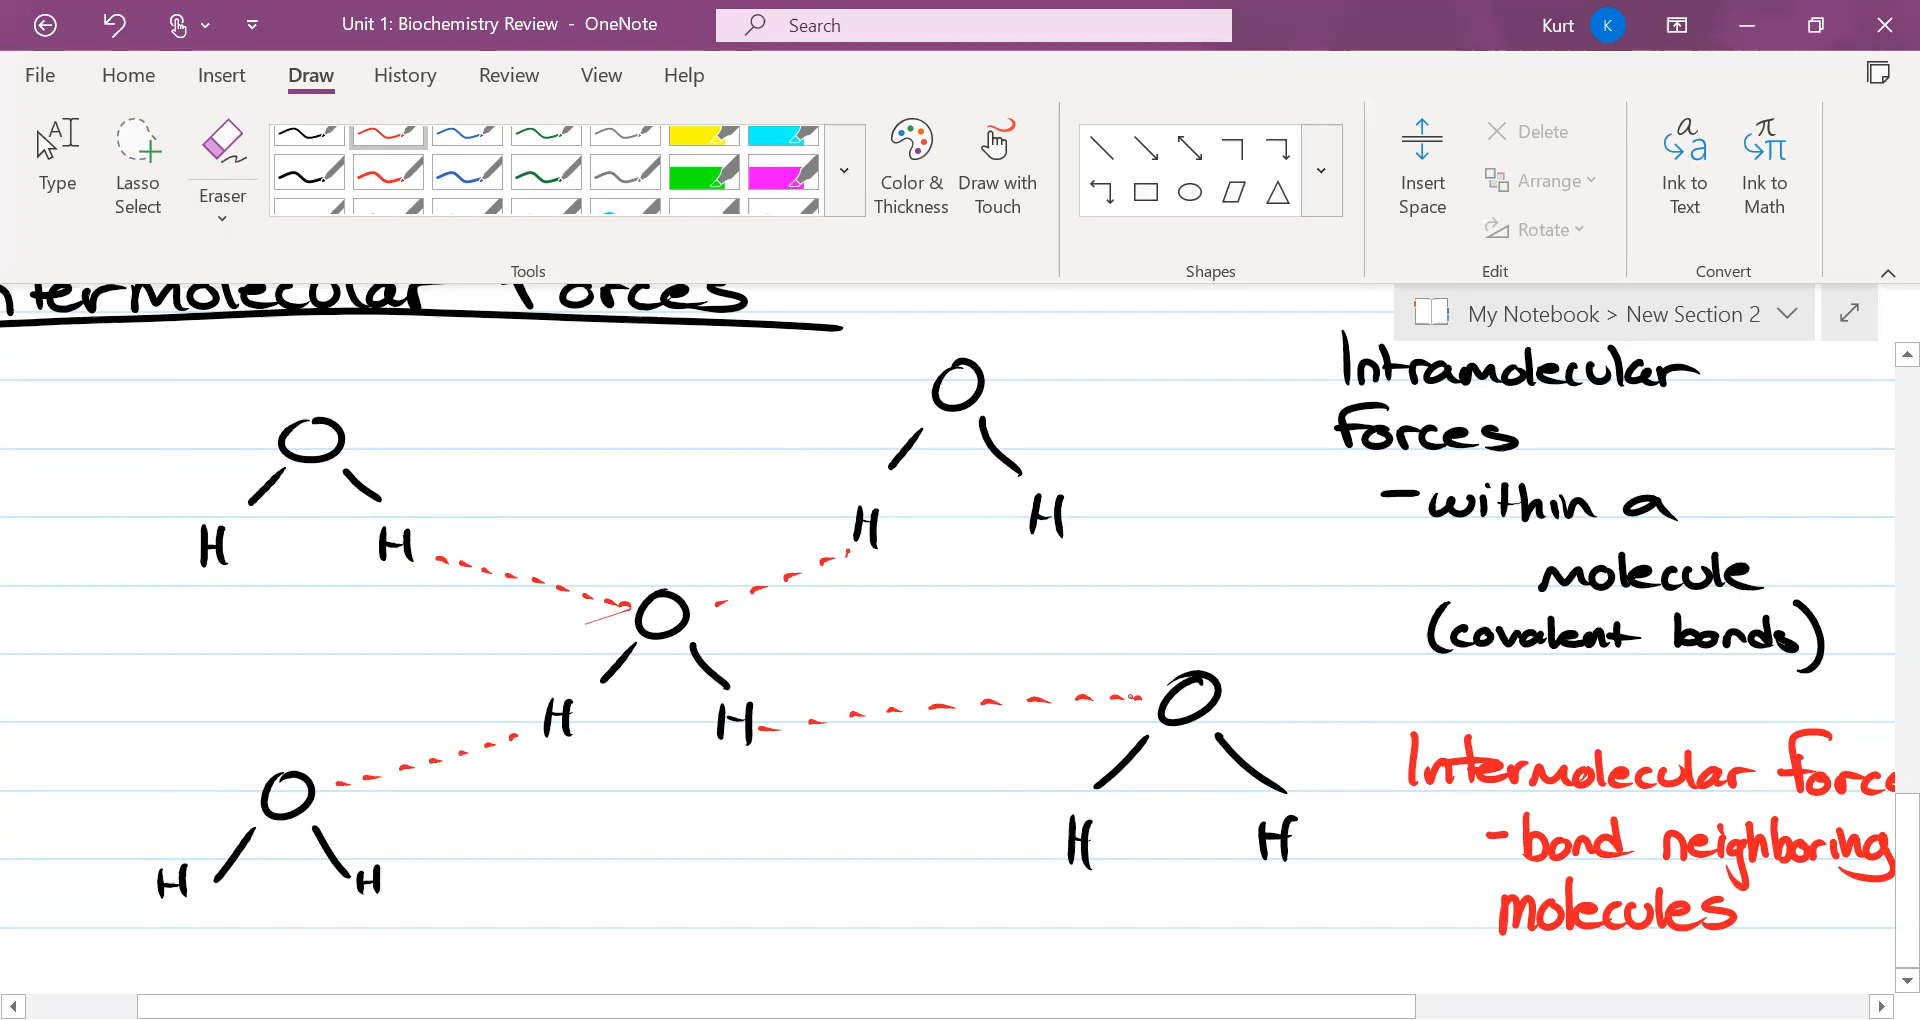 Unit 1: Biochemistry Review - OneNote
Search
Kurt
K
File Home Insert Draw History Review View Help
Type
Lasso Select
Eraser
Color & Thickness
Draw with Touch
Insert Space
Delete
Arrange
Rotate
Ink to Text
Ink to Math
Tools
Shapes
Edit
Convert
ntermolecular Forces
My Notebook > New Section 2
Intramolecular
Forces
- within a
molecule
(covalent bonds)
O
H H
O
H H
O
H H
O
H H
O
H H
Intermolecular force
- bond neighboring
molecules